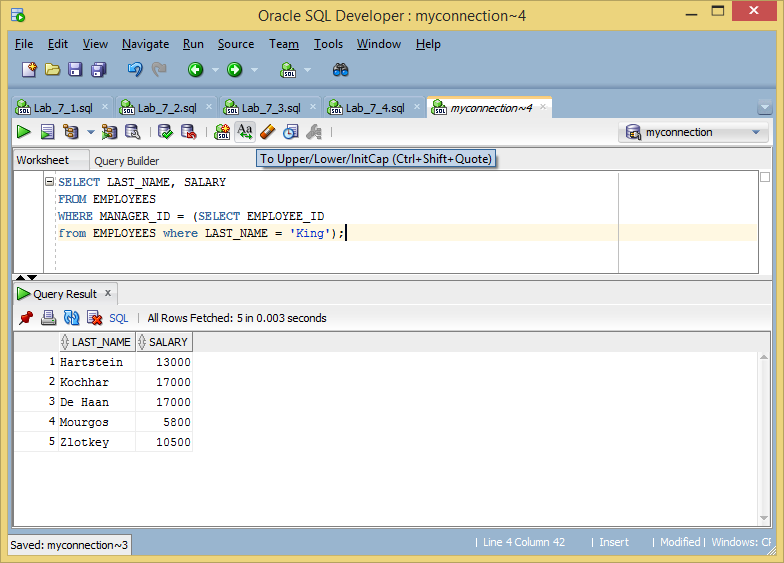 Oracle SQL Developer : myconnection~4
File Edit View Navigate Run Source Team Tools Window Help
SQL
Lab_7_1.sql Lab_7_2.sql Lab_7_3.sql Lab_7_4.sql myconnection~4
Aa myconnection
Worksheet Query Builder To Upper/Lower/InitCap (Ctrl+Shift+Quote)
SELECT LAST_NAME, SALARY
FROM EMPLOYEES
WHERE MANAGER_ID = (SELECT EMPLOYEE_ID
from EMPLOYEES where LAST_NAME = 'King');
Query Result x
SQL | All Rows Fetched: 5 in 0.003 seconds
LAST_NAME SALARY
1 Hartstein 13000
2 Kochhar 17000
3 De Haan 17000
4 Mourgos 5800
5 Zlotkey 10500
Saved: myconnection~3 | Line 4 Column 42 | Insert | Modified | Windows: